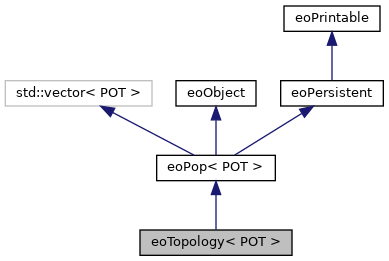 eoPrintable
std::vector< POT >
eoObject
eoPersistent
eoPop< POT >
eoTopology< POT >